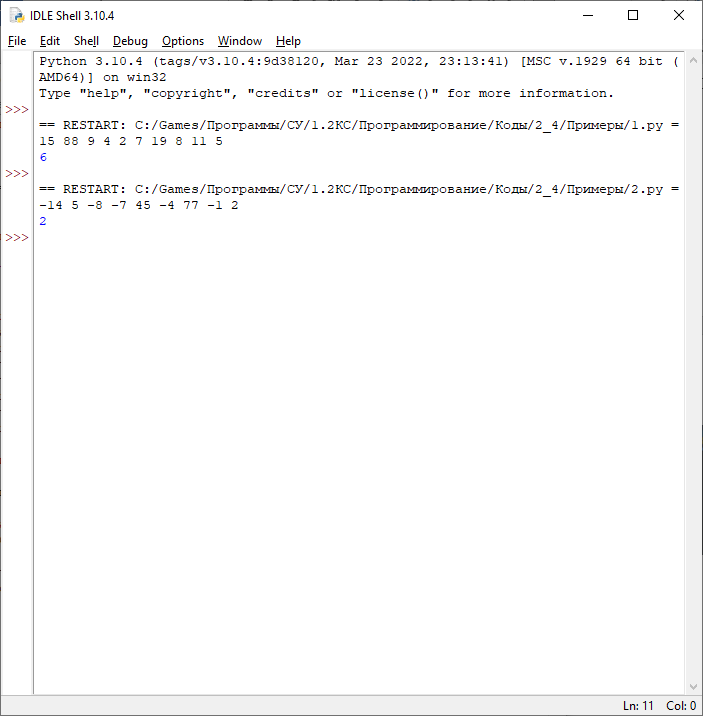 IDLE Shell 3.10.4
File Edit Shell Debug Options Window Help
Python 3.10.4 (tags/v3.10.4:9d38120, Mar 23 2022, 23:13:41) [MSC v.1929 64 bit (
AMD64)] on win32
Type "help", "copyright", "credits" or "license()" for more information.
>>>
== RESTART: C:/Games/Программы/СУ/1.2КС/Программирование/Коды/2_4/Примеры/1.py =
15 88 9 4 2 7 19 8 11 5
6
>>>
== RESTART: C:/Games/Программы/СУ/1.2КС/Программирование/Коды/2_4/Примеры/2.py =
-14 5 -8 -7 45 -4 77 -1 2
2
>>>
Ln: 11 Col: 0